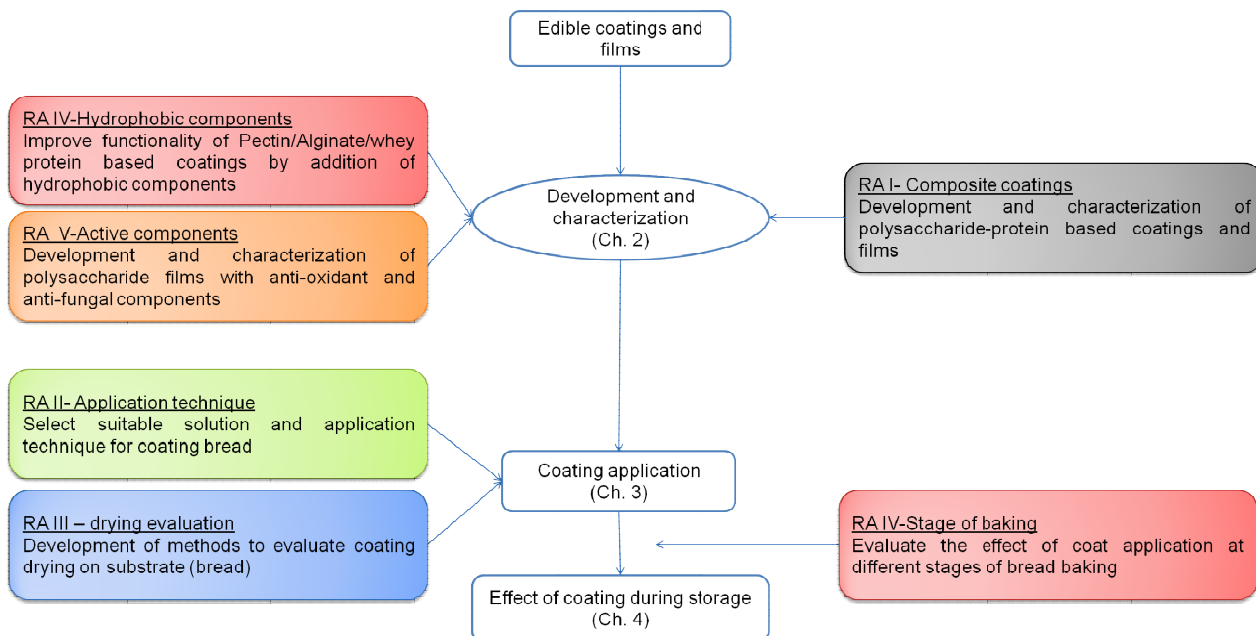 Edible coatings and
films
RA IV-Hydrophobic components
Improve functionality of Pectin/Alginate/whey
protein based coatings by addition of
hydrophobic components
RA V-Active components
Development and characterization of
polysaccharide films with anti-oxidant and
anti-fungal components
Development and
characterization
(Ch. 2)
RA I- Composite coatings
Development and characterization of
polysaccharide-protein based coatings and
films
RA II- Application technique
Select suitable solution and application
technique for coating bread
RA III – drying evaluation
Development of methods to evaluate coating
drying on substrate (bread)
Coating application
(Ch. 3)
RA IV-Stage of baking
Evaluate the effect of coat application at
different stages of bread baking
Effect of coating during storage
(Ch. 4)